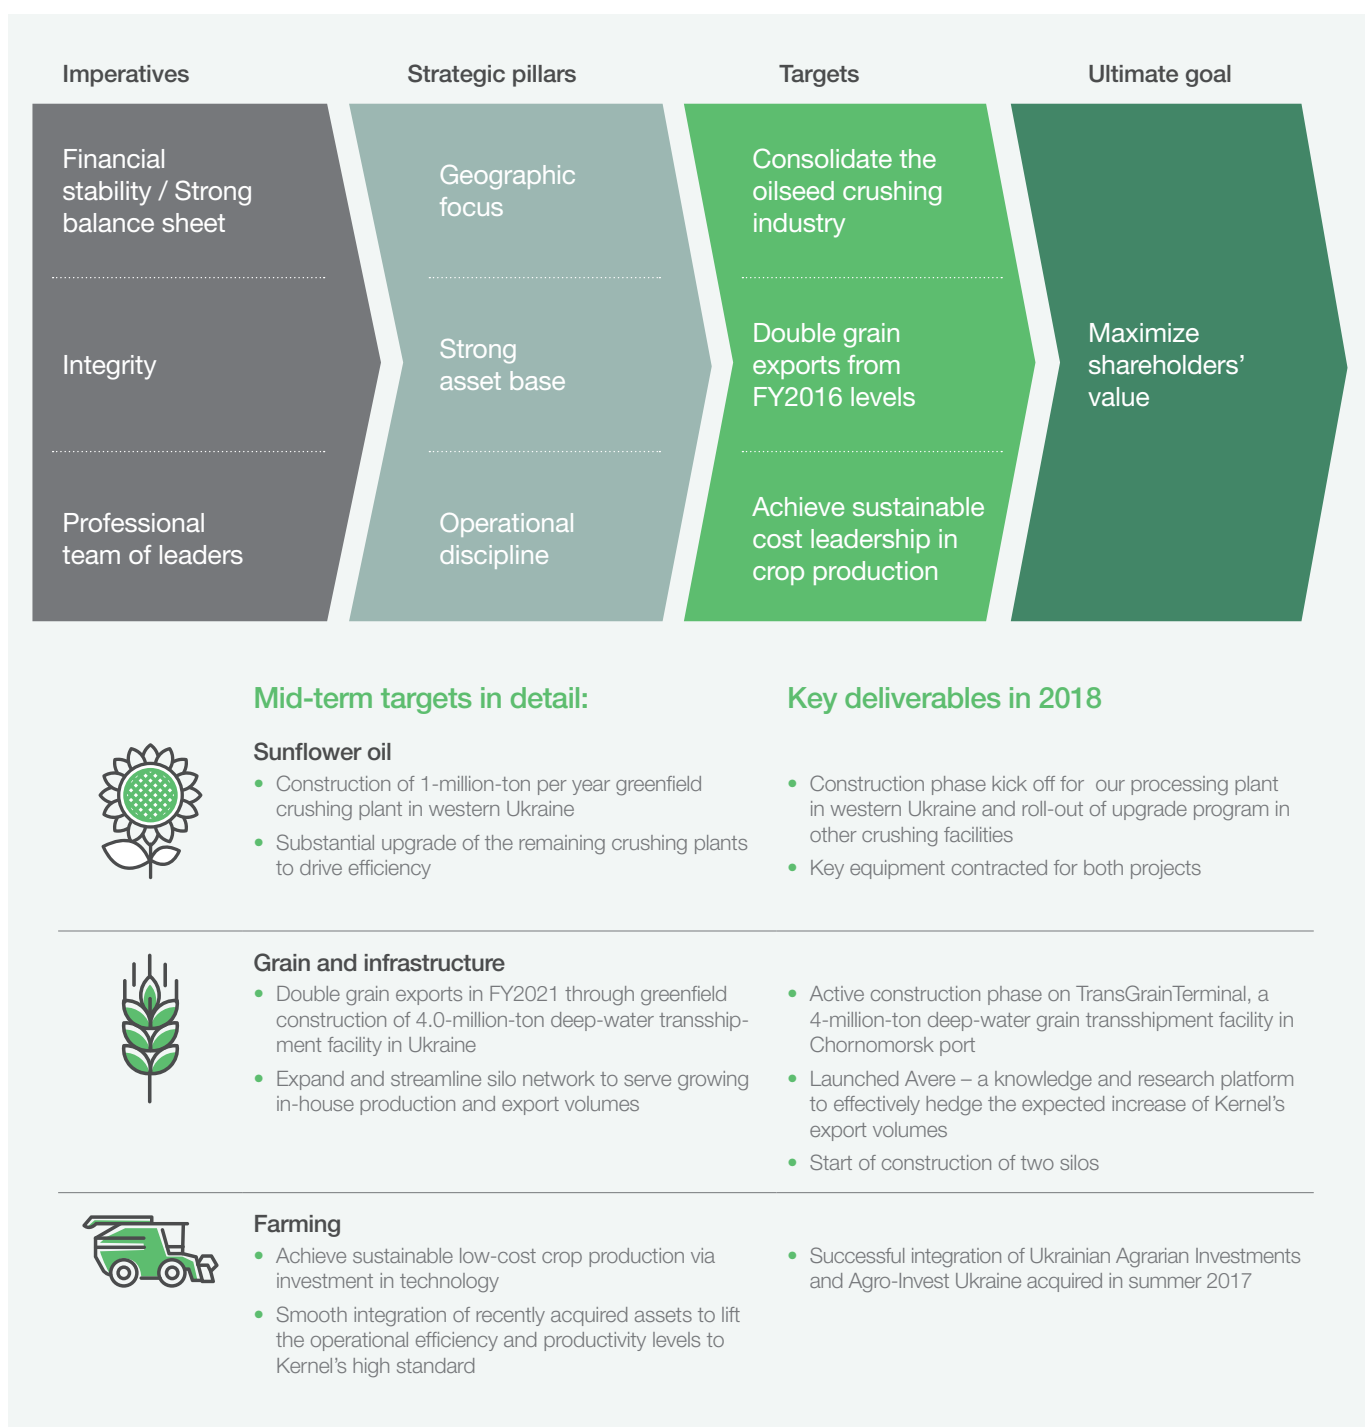 Imperatives
Strategic pillars
Targets
Ultimate goal
Financial
stability / Strong
balance sheet
Integrity
Professional
team of leaders
Geographic
focus
Strong
asset base
Operational
discipline
Consolidate the
oilseed crushing
industry
Double grain
exports from
FY2016 levels
Achieve sustainable
cost leadership in
crop production
Maximize
shareholders’
value
Mid-term targets in detail:
Key deliverables in 2018
Sunflower oil
• Construction of 1-million-ton per year greenfield
crushing plant in western Ukraine
• Substantial upgrade of the remaining crushing plants
to drive efficiency
• Construction phase kick off for our processing plant
in western Ukraine and roll-out of upgrade program in
other crushing facilities
• Key equipment contracted for both projects
Grain and infrastructure
• Double grain exports in FY2021 through greenfield
construction of 4.0-million-ton deep-water transship-
ment facility in Ukraine
• Expand and streamline silo network to serve growing
in-house production and export volumes
• Active construction phase on TransGrainTerminal, a
4-million-ton deep-water grain transshipment facility in
Chornomorsk port
• Launched Avere – a knowledge and research platform
to effectively hedge the expected increase of Kernel’s
export volumes
• Start of construction of two silos
Farming
• Achieve sustainable low-cost crop production via
investment in technology
• Smooth integration of recently acquired assets to lift
the operational efficiency and productivity levels to
Kernel’s high standard
• Successful integration of Ukrainian Agrarian Investments
and Agro-Invest Ukraine acquired in summer 2017